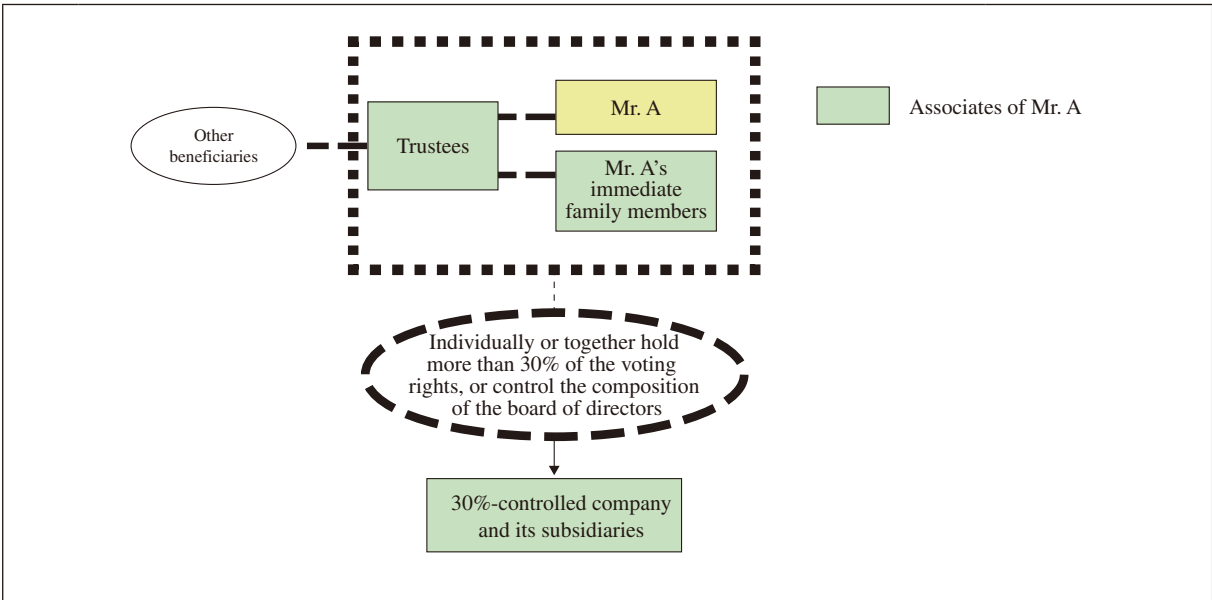 Other
beneficiaries
Trustees
Mr. A
Mr. A's
immediate
family members
Associates of Mr. A
Individually or together hold
more than 30% of the voting
rights, or control the composition
of the board of directors
30%-controlled company
and its subsidiaries